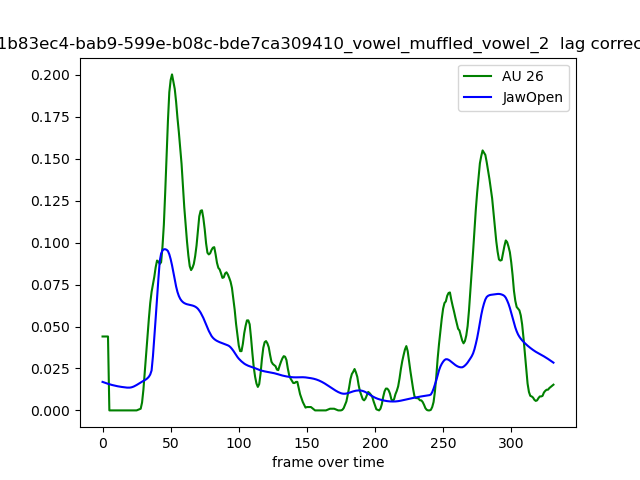 1b83ec4-bab9-599e-b08c-bde7ca309410_vowel_muffled_vowel_2  lag correc
AU 26
JawOpen
0.200
0.175
0.150
0.125
0.100
0.075
0.050
0.025
0.000
0 50 100 150 200 250 300
frame over time